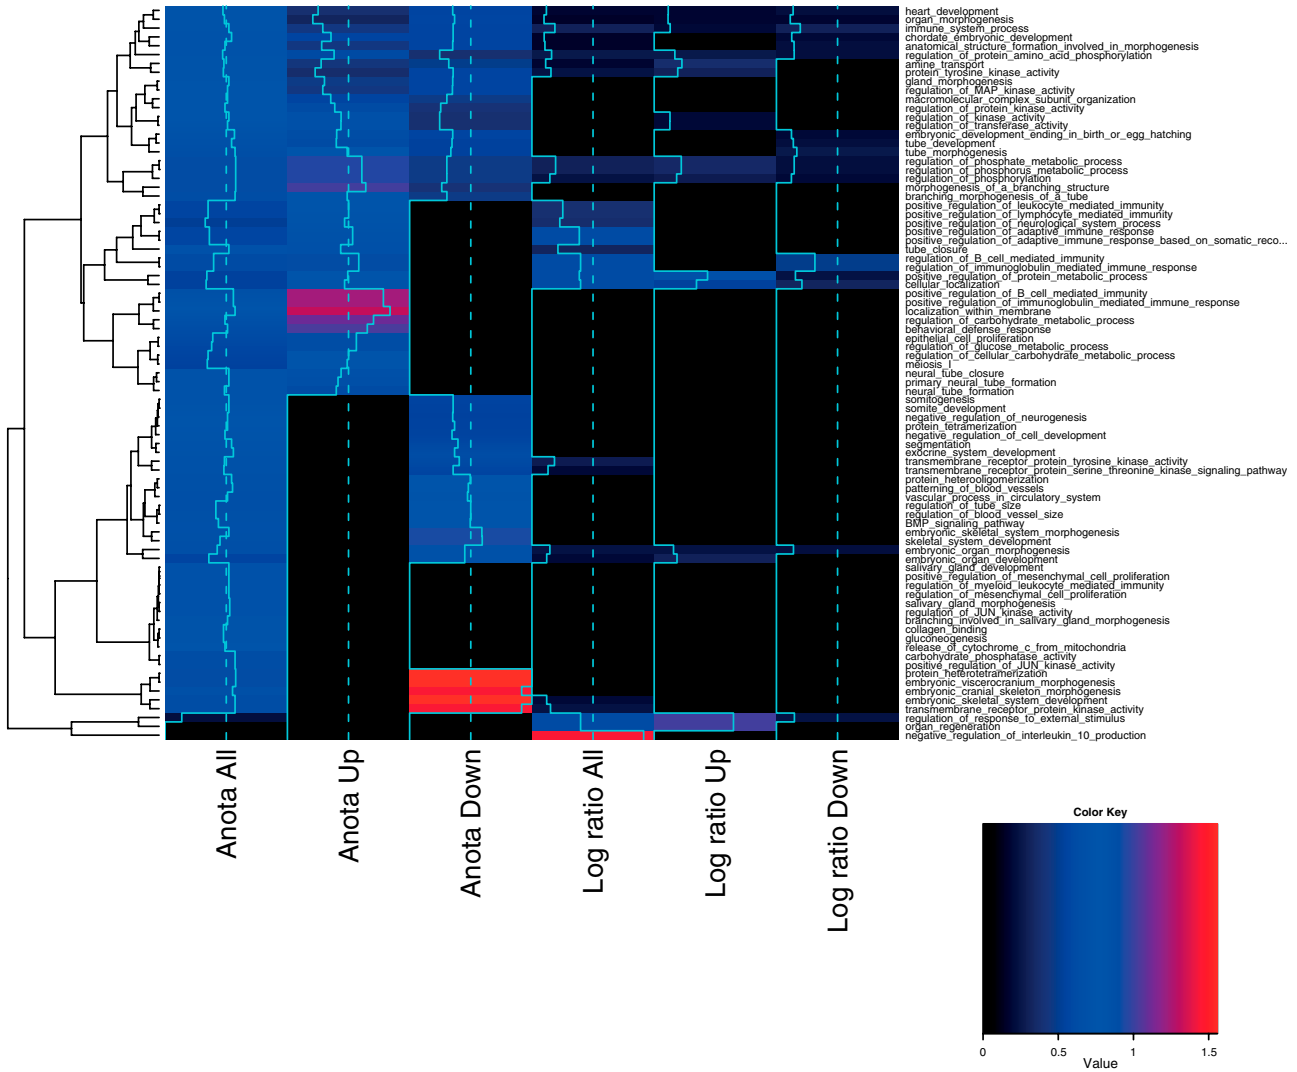 heart_development
organ_morphogenesis
immune_system_process
chordate_embryonic_development
anatomical_structure_formation_involved_in_morphogenesis
regulation_of_protein_amino_acid_phosphorylation
amine_transport
protein_tyrosine_kinase_activity
gland_morphogenesis
regulation_of_MAP_kinase_activity
macromolecular_complex_subunit_organization
regulation_of_protein_kinase_activity
regulation_of_kinase_activity
regulation_of_transferase_activity
embryonic_development_ending_in_birth_or_egg_hatching
tube_development
tube_morphogenesis
regulation_of_phosphate_metabolic_process
regulation_of_phosphorus_metabolic_process
regulation_of_phosphorylation
morphogenesis_of_a_branching_structure
branching_morphogenesis_of_a_tube
positive_regulation_of_leukocyte_mediated_immunity
positive_regulation_of_lymphocyte_mediated_immunity
positive_regulation_of_neurological_system_process
positive_regulation_of_adaptive_immune_response
positive_regulation_of_adaptive_immune_response_based_on_somatic_reco...
tube_closure
regulation_of_B_cell_mediated_immunity
regulation_of_immunoglobulin_mediated_immune_response
positive_regulation_of_protein_metabolic_process
cellular_localization
positive_regulation_of_B_cell_mediated_immunity
positive_regulation_of_immunoglobulin_mediated_immune_response
localization_within_membrane
regulation_of_carbohydrate_metabolic_process
behavioral_defense_response
epithelial_cell_proliferation
regulation_of_glucose_metabolic_process
regulation_of_cellular_carbohydrate_metabolic_process
meiosis_I
neural_tube_closure
primary_neural_tube_formation
neural_tube_formation
somitogenesis
somite_development
negative_regulation_of_neurogenesis
protein_tetramerization
negative_regulation_of_cell_development
segmentation
exocrine_system_development
transmembrane_receptor_protein_tyrosine_kinase_activity
transmembrane_receptor_protein_serine_threonine_kinase_signaling_pathway
protein_heterooligomerization
patterning_of_blood_vessels
vascular_process_in_circulatory_system
regulation_of_tube_size
regulation_of_blood_vessel_size
BMP_signaling_pathway
embryonic_skeletal_system_morphogenesis
skeletal_system_development
embryonic_organ_morphogenesis
embryonic_organ_development
salivary_gland_development
positive_regulation_of_mesenchymal_cell_proliferation
regulation_of_myeloid_leukocyte_mediated_immunity
regulation_of_mesenchymal_cell_proliferation
salivary_gland_morphogenesis
regulation_of_JUN_kinase_activity
branching_involved_in_salivary_gland_morphogenesis
collagen_binding
gluconeogenesis
release_of_cytochrome_c_from_mitochondria
carbohydrate_phosphatase_activity
positive_regulation_of_JUN_kinase_activity
protein_heterotetramerization
embryonic_viscerocranium_morphogenesis
embryonic_cranial_skeleton_morphogenesis
embryonic_skeletal_system_development
transmembrane_receptor_protein_kinase_activity
regulation_of_response_to_external_stimulus
organ_regeneration
negative_regulation_of_interleukin_10_production
Anota All
Anota Up
Anota Down
Log ratio All
Log ratio Up
Log ratio Down
Color Key
0 0.5 1 1.5
Value